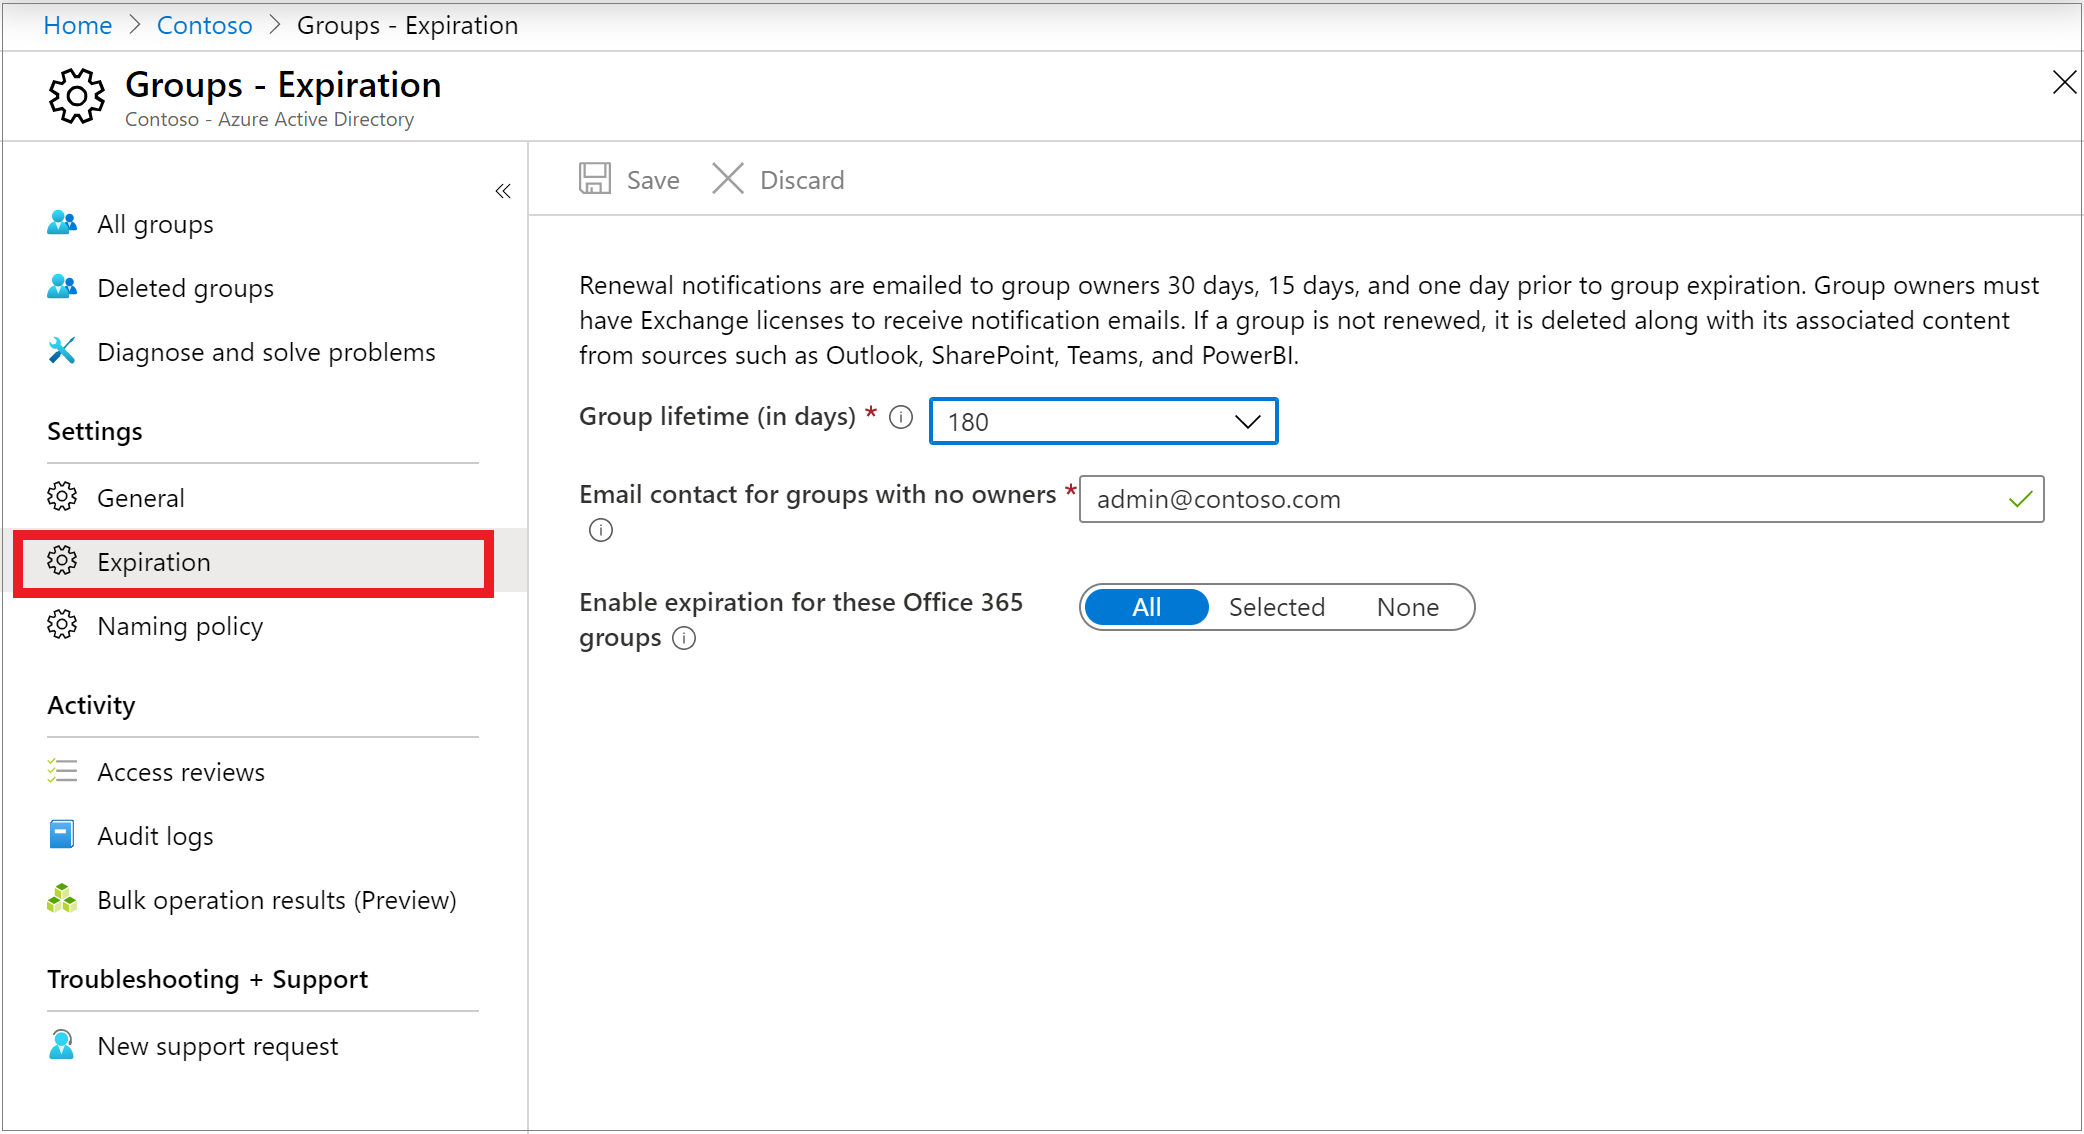 Home > Contoso > Groups - Expiration
Groups - Expiration
Contoso - Azure Active Directory
«
All groups
Deleted groups
Diagnose and solve problems
Settings
General
Expiration
Naming policy
Activity
Access reviews
Audit logs
Bulk operation results (Preview)
Troubleshooting + Support
New support request
Save Discard
Renewal notifications are emailed to group owners 30 days, 15 days, and one day prior to group expiration. Group owners must
have Exchange licenses to receive notification emails. If a group is not renewed, it is deleted along with its associated content
from sources such as Outlook, SharePoint, Teams, and PowerBI.
Group lifetime (in days) * 180
Email contact for groups with no owners * admin@contoso.com
Enable expiration for these Office 365
groups
All Selected None